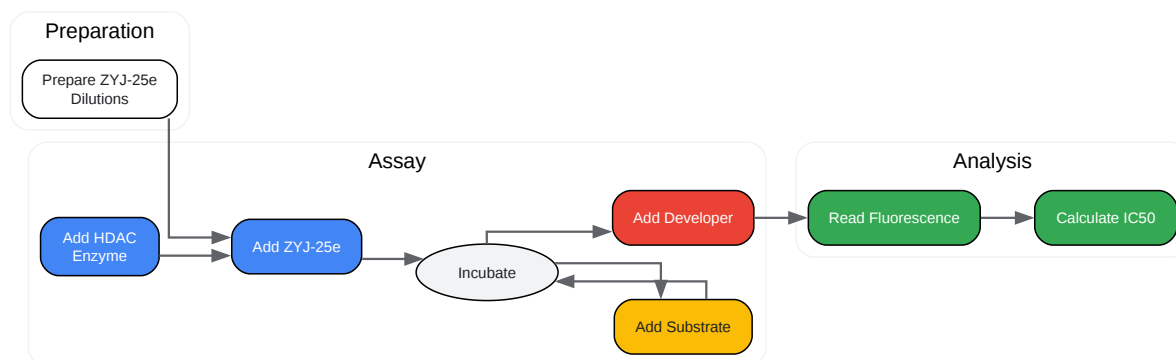 Preparation
Prepare ZYJ-25e
Dilutions
Assay
Analysis
Add HDAC
Enzyme
Add ZYJ-25e
Incubate
Add Developer
Add Substrate
Read Fluorescence
Calculate IC50